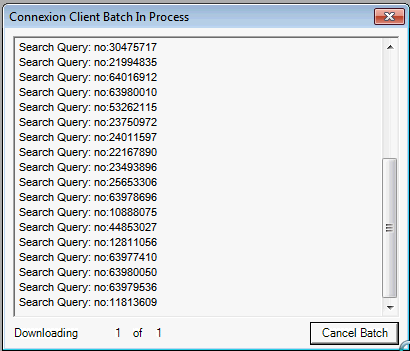 Connexion Client Batch In Process
Search Query: no:30475717
Search Query: no:21994835
Search Query: no:64016912
Search Query: no:63980010
Search Query: no:53262115
Search Query: no:23750972
Search Query: no:24011597
Search Query: no:22167890
Search Query: no:23493896
Search Query: no:25653306
Search Query: no:63978696
Search Query: no:10888075
Search Query: no:44853027
Search Query: no:12811056
Search Query: no:63977410
Search Query: no:63980050
Search Query: no:63979536
Search Query: no:11813609
Downloading 1 of 1 Cancel Batch